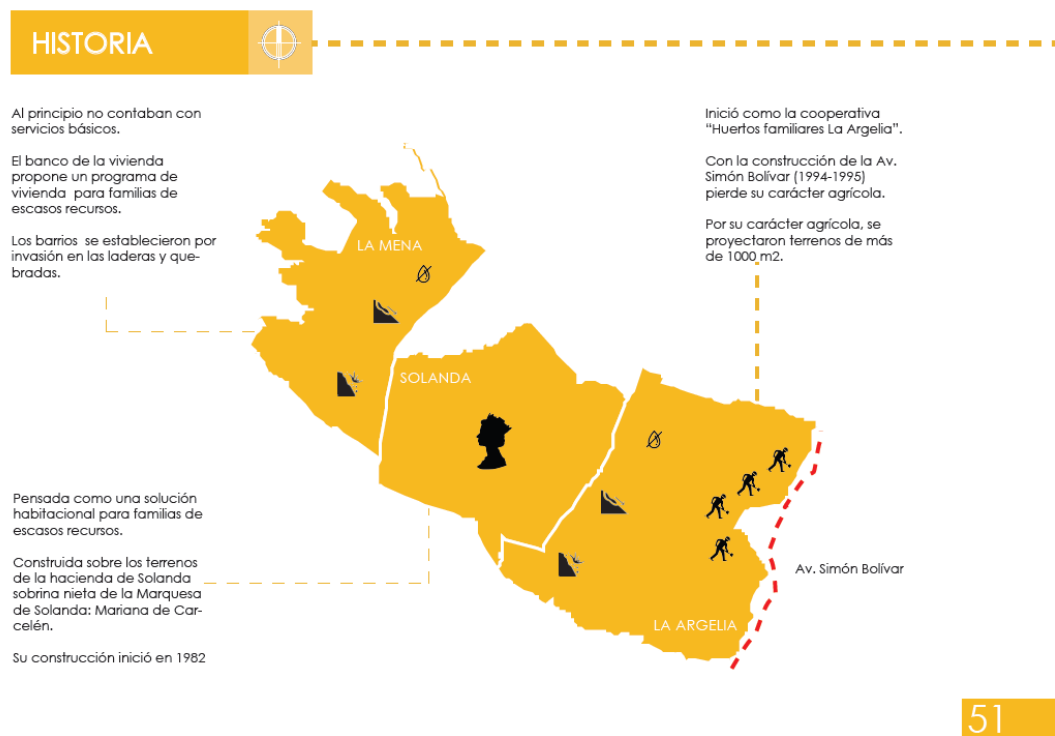 HISTORIA
Al principio no contaban con
servicios básicos.
El banco de la vivienda
propone un programa de
vivienda para familias de
escasos recursos.
Los barrios se establecieron por
invasión en las laderas y que-
bradas.
Inició como la cooperativa
“Huertos familiares La Argelia”.
Con la construcción de la Av.
Simón Bolívar (1994-1995)
pierde su carácter agrícola.
Por su carácter agrícola, se
proyectaron terrenos de más
de 1000 m2.
LA MENA
SOLANDA
LA ARGELIA
Av. Simón Bolívar
Pensada como una solución
habitacional para familias de
escasos recursos.
Construida sobre los terrenos
de la hacienda de Solanda
sobrina nieta de la Marquesa
de Solanda: Mariana de Car-
celén.
Su construcción inició en 1982
51